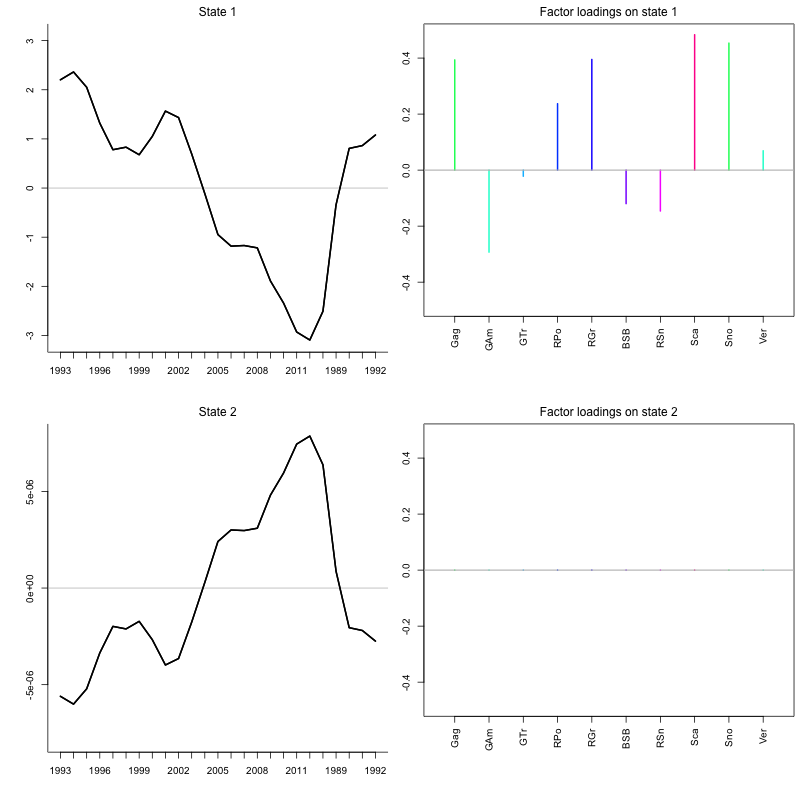 State 1
3
2
1
0
-1
-2
-3
1993 1996 1999 2002 2005 2008 2011 1989 1992
Factor loadings on state 1
0.4
0.2
0.0
-0.2
-0.4
Gag GAm GTr RPo RGr BSB RSn Sca Sno Ver
State 2
5e-06
0e+00
-5e-06
1993 1996 1999 2002 2005 2008 2011 1989 1992
Factor loadings on state 2
0.4
0.2
0.0
-0.2
-0.4
Gag GAm GTr RPo RGr BSB RSn Sca Sno Ver